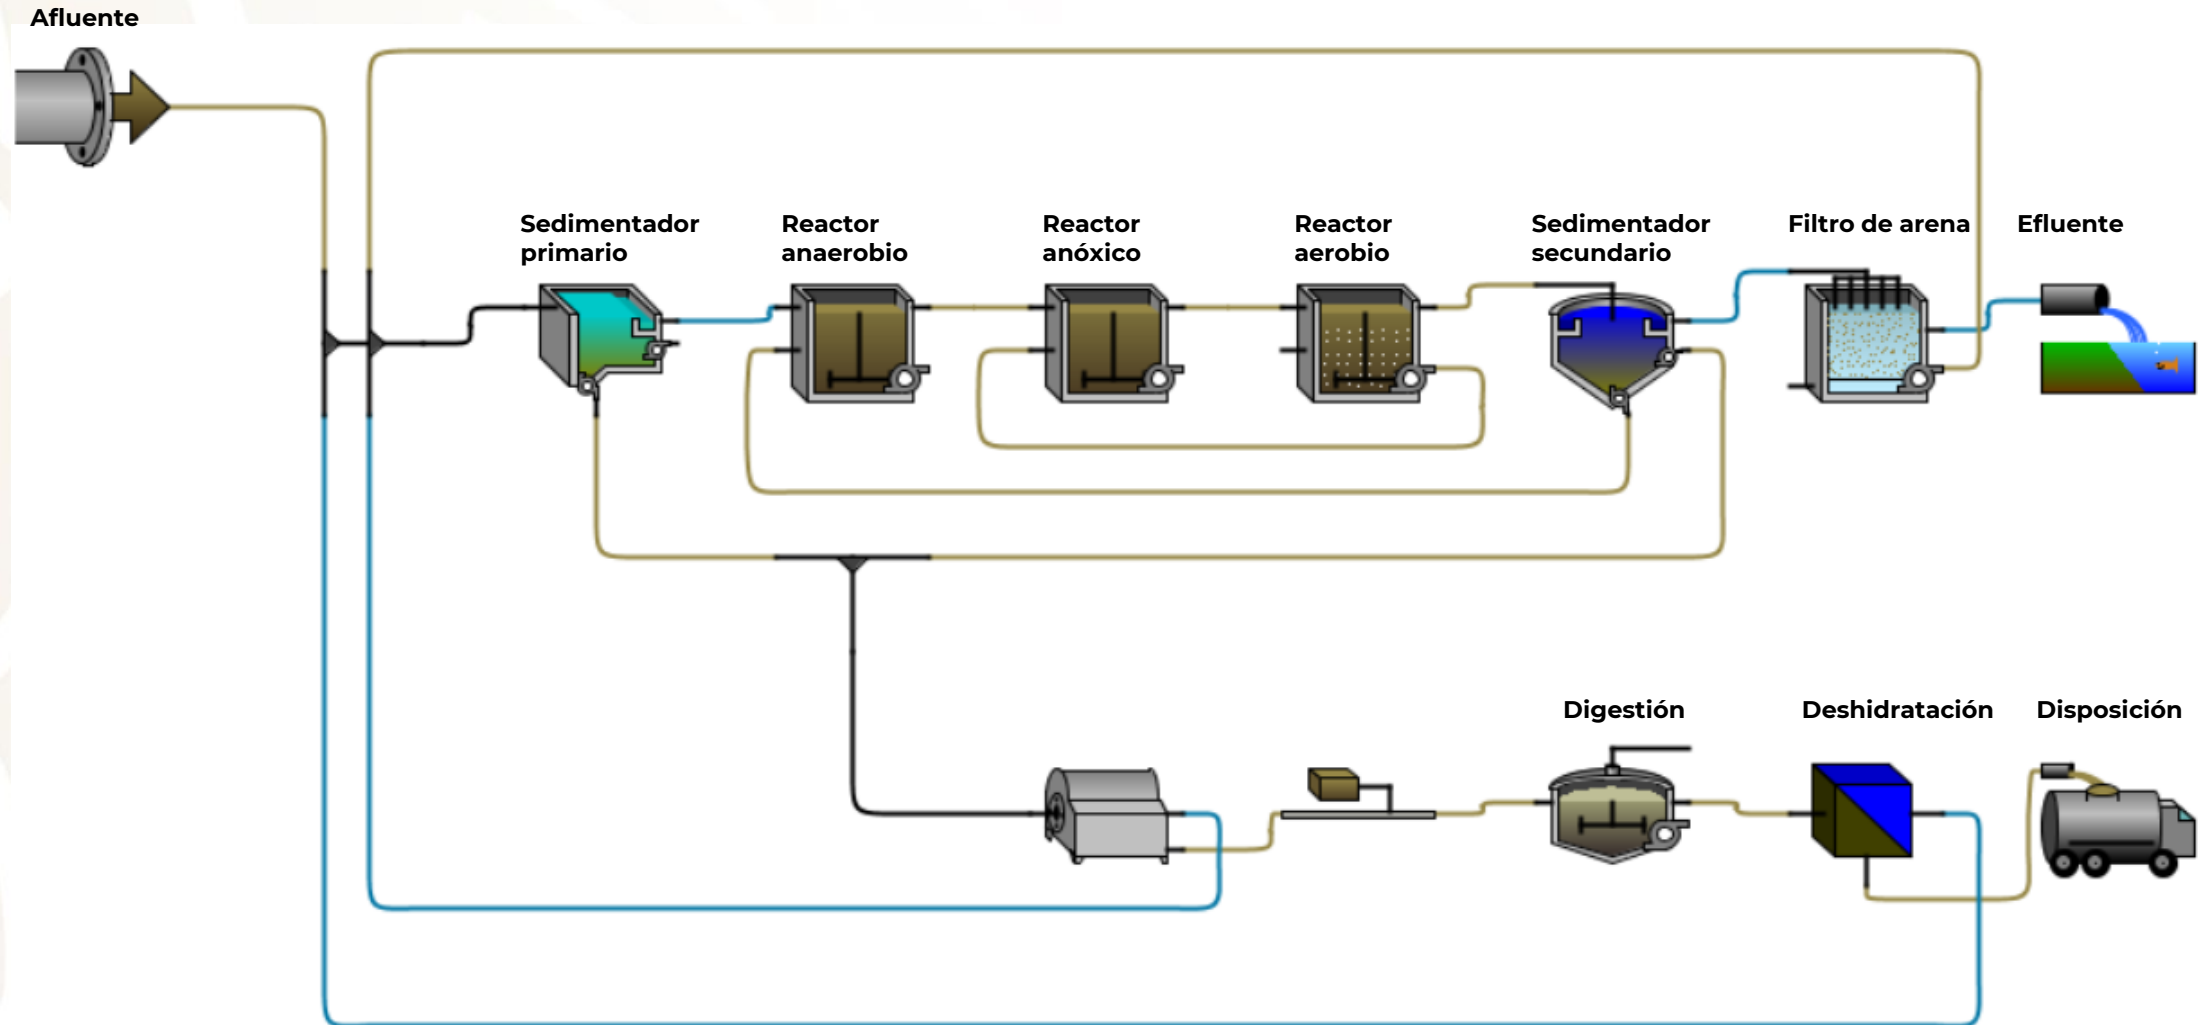 Afluente
Sedimentador
primario
Reactor
anaerobio
Reactor
anóxico
Reactor
aerobio
Sedimentador
secundario
Filtro de arena
Efluente
Digestión
Deshidratación
Disposición